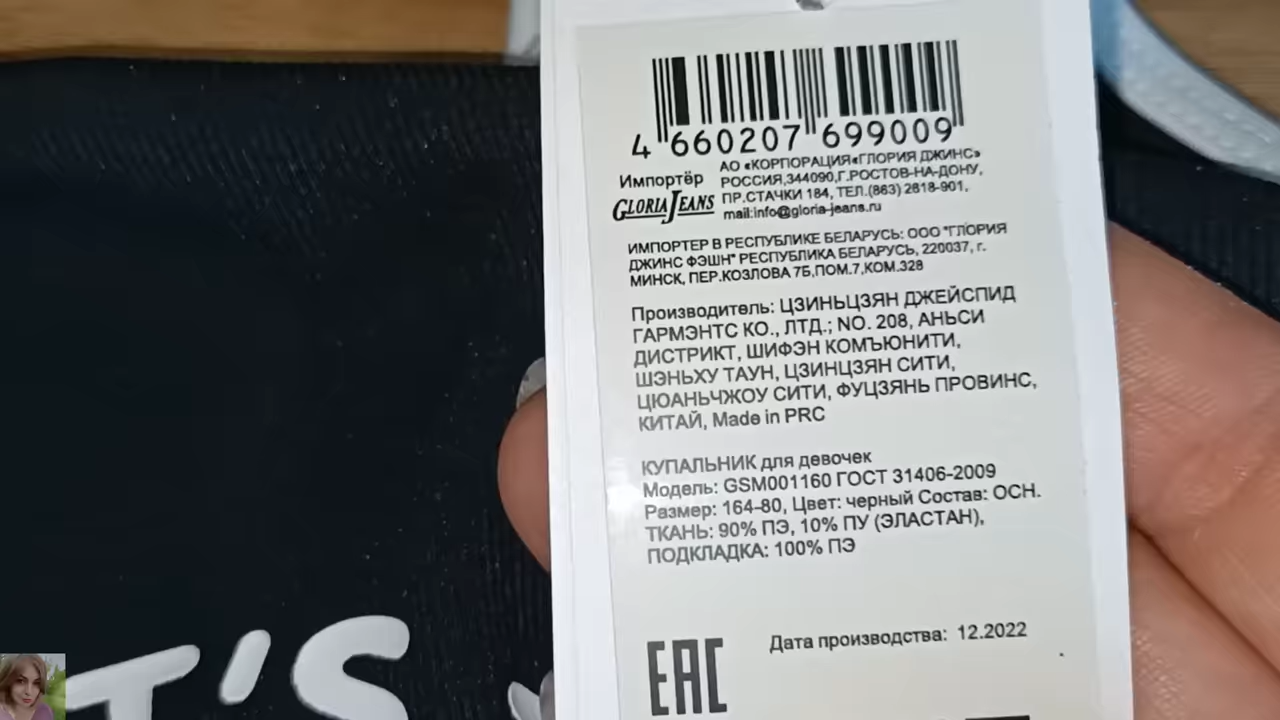 4 660207 699009
Импортёр
GLORIA JEANS
АО «КОРПОРАЦИЯ«ГЛОРИЯ ДЖИНС»
РОССИЯ,344090,Г.РОСТОВ-НА-ДОНУ,
ПР.СТАЧКИ 184, ТЕЛ.(863) 2618-901,
mail:info@gloria-jeans.ru
ИМПОРТЕР В РЕСПУБЛИКЕ БЕЛАРУСЬ: ООО "ГЛОРИЯ
ДЖИНС ФЭШН" РЕСПУБЛИКА БЕЛАРУСЬ, 220037, г.
МИНСК, ПЕР.КОЗЛОВА 7Б,ПОМ.7,КОМ.328
Производитель: ЦЗИНЬЦЗЯН ДЖЕЙСПИД
ГАРМЭНТС КО., ЛТД.; NO. 208, АНЬСИ
ДИСТРИКТ, ШИФЭН КОМЪЮНИТИ,
ШЭНЬХУ ТАУН, ЦЗИНЦЗЯН СИТИ,
ЦЮАНЬЧЖОУ СИТИ, ФУЦЗЯНЬ ПРОВИНС,
КИТАЙ, Made in PRC
КУПАЛЬНИК для девочек
Модель: GSM001160 ГОСТ 31406-2009
Размер: 164-80, Цвет: черный Состав: ОСН.
ТКАНЬ: 90% ПЭ, 10% ПУ (ЭЛАСТАН),
ПОДКЛАДКА: 100% ПЭ
EAC
Дата производства: 12.2022
T'S